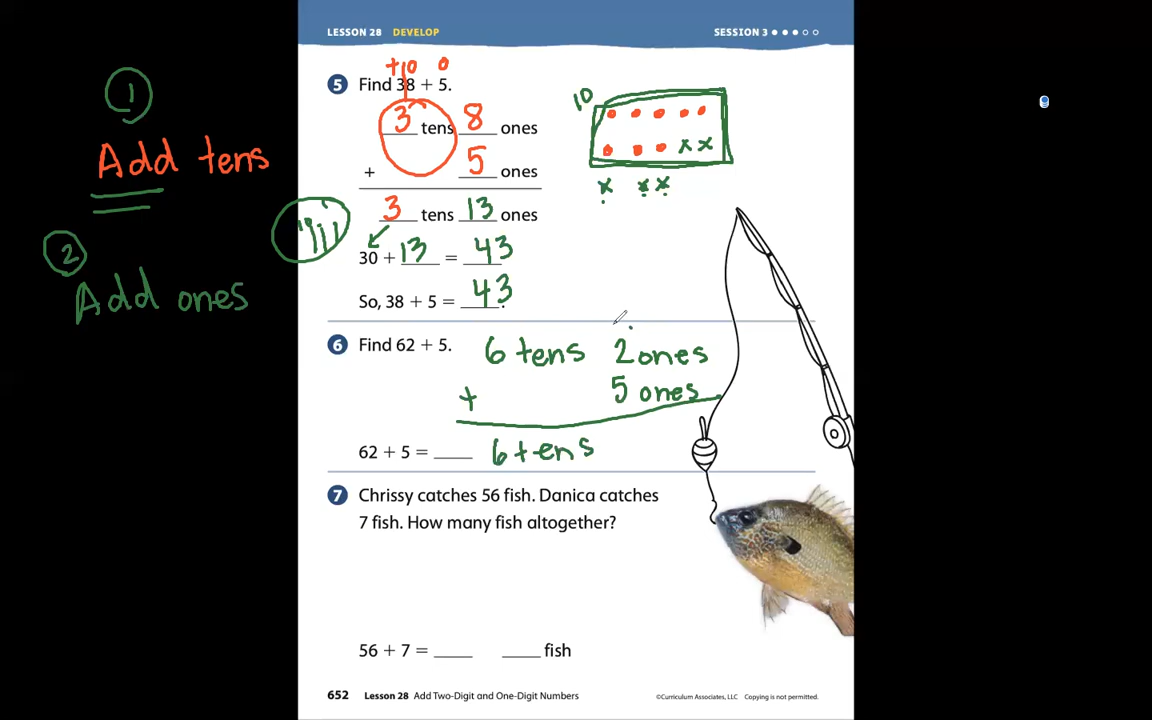 LESSON 28 DEVELOP SESSION 3
+10 0
5 Find 38 + 5.
3 tens 8 ones
+ 5 ones
3 tens 13 ones
30 + 13 = 43
So, 38 + 5 = 43.
10
1
Add tens
2
Add ones
6 Find 62 + 5.
6 tens 2 ones
+ 5 ones
62 + 5 = ____ 6 tens
7 Chrissy catches 56 fish. Danica catches
7 fish. How many fish altogether?
56 + 7 = ____ ____ fish
652 Lesson 28 Add Two-Digit and One-Digit Numbers ©Curriculum Associates, LLC Copying is not permitted.